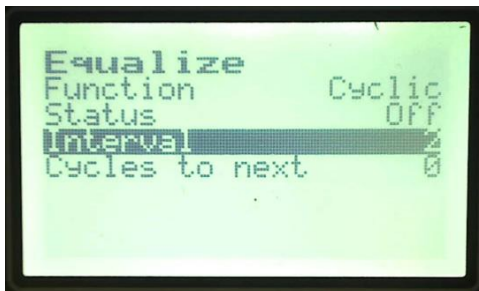 Equalize
Function Cyclic
Status Off
Interval 2
Cycles to next 0